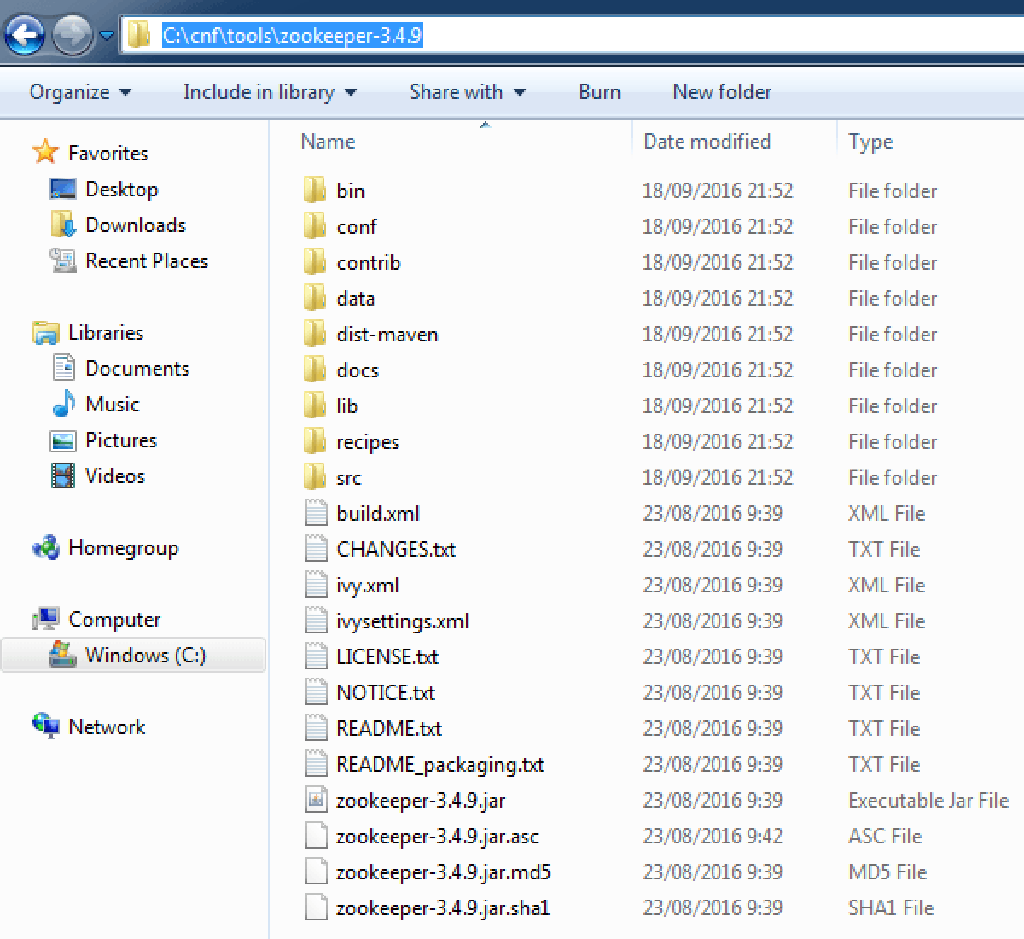 C:\cnf\tools\zookeeper-3.4.9
Organize Include in library Share with Burn New folder
Favorites
Desktop
Downloads
Recent Places
Libraries
Documents
Music
Pictures
Videos
Homegroup
Computer
Windows (C:)
Network
Name Date modified Type
bin 18/09/2016 21:52 File folder
conf 18/09/2016 21:52 File folder
contrib 18/09/2016 21:52 File folder
data 18/09/2016 21:52 File folder
dist-maven 18/09/2016 21:52 File folder
docs 18/09/2016 21:52 File folder
lib 18/09/2016 21:52 File folder
recipes 18/09/2016 21:52 File folder
src 18/09/2016 21:52 File folder
build.xml 23/08/2016 9:39 XML File
CHANGES.txt 23/08/2016 9:39 TXT File
ivy.xml 23/08/2016 9:39 XML File
ivysettings.xml 23/08/2016 9:39 XML File
LICENSE.txt 23/08/2016 9:39 TXT File
NOTICE.txt 23/08/2016 9:39 TXT File
README.txt 23/08/2016 9:39 TXT File
README_packaging.txt 23/08/2016 9:39 TXT File
zookeeper-3.4.9.jar 23/08/2016 9:39 Executable Jar File
zookeeper-3.4.9.jar.asc 23/08/2016 9:42 ASC File
zookeeper-3.4.9.jar.md5 23/08/2016 9:39 MD5 File
zookeeper-3.4.9.jar.sha1 23/08/2016 9:39 SHA1 File